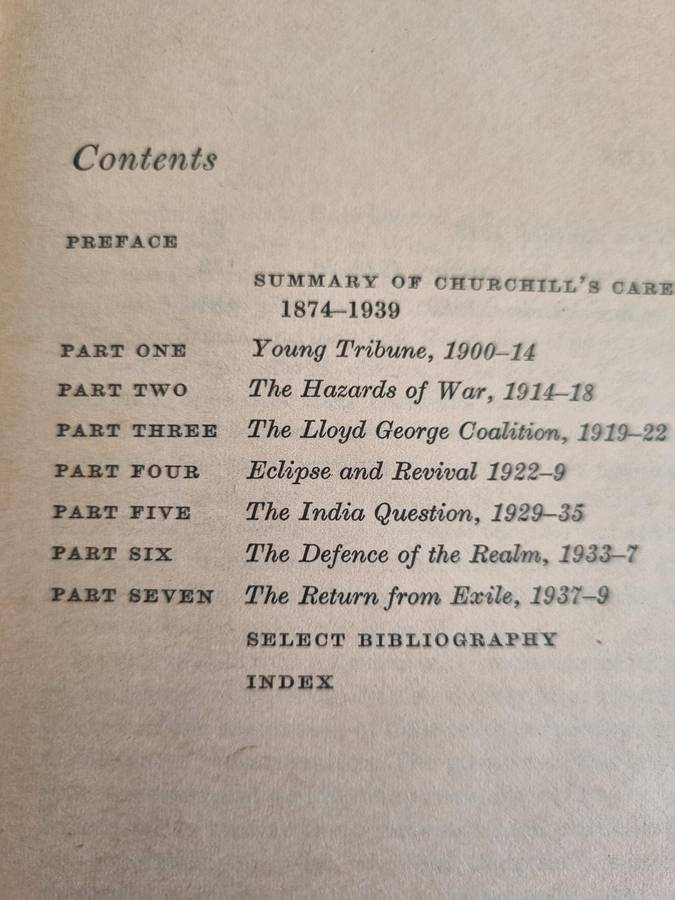 Contents
PREFACE
SUMMARY OF CHURCHILL'S CARE
1874–1939
PART ONE Young Tribune, 1900–14
PART TWO The Hazards of War, 1914–18
PART THREE The Lloyd George Coalition, 1919–22
PART FOUR Eclipse and Revival 1922–9
PART FIVE The India Question, 1929–35
PART SIX The Defence of the Realm, 1933–7
PART SEVEN The Return from Exile, 1937–9
SELECT BIBLIOGRAPHY
INDEX